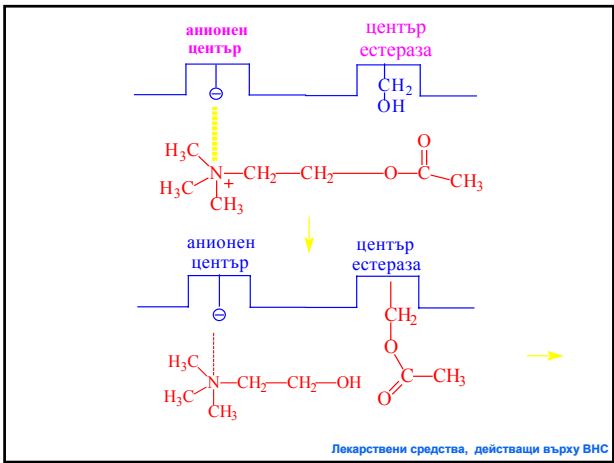 анионен
център
център
естераза
CH2
OH
O
H3C
N—CH2—CH2—O—C
+
H3C
CH3
CH3
анионен
център
център
естераза
CH2
O
H3C
N—CH2—CH2—OH
C—CH3
H3C
O
CH3
Лекарствени средства, действащи върху ВНС